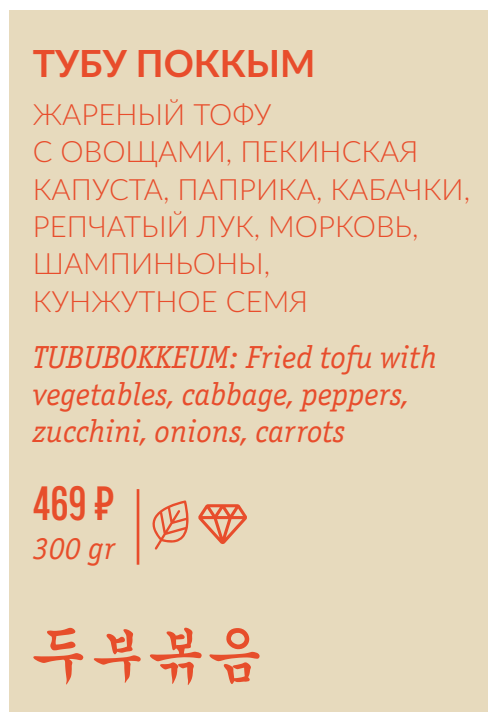 ТУБУ ПОККЫМ
ЖАРЕНЫЙ ТОФУ
С ОВОЩАМИ, ПЕКИНСКАЯ
КАПУСТА, ПАПРИКА, КАБАЧКИ,
РЕПЧАТЫЙ ЛУК, МОРКОВЬ,
ШАМПИНЬОНЫ,
КУНЖУТНОЕ СЕМЯ
TUBUBOKKEUM: Fried tofu with
vegetables, cabbage, peppers,
zucchini, onions, carrots
469 ₽
300 gr
두부볶음